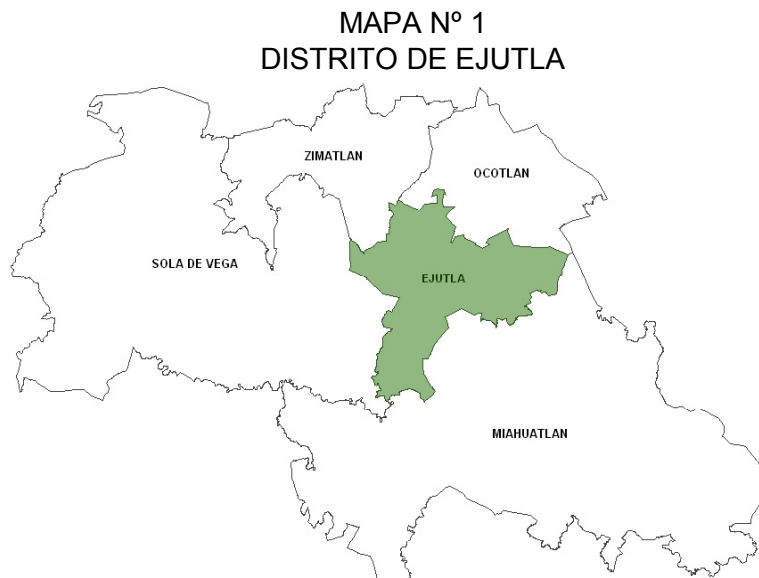 MAPA Nº 1
DISTRITO DE EJUTLA
ZIMATLAN
OCOTLAN
SOLA DE VEGA
EJUTLA
MIAHUATLAN